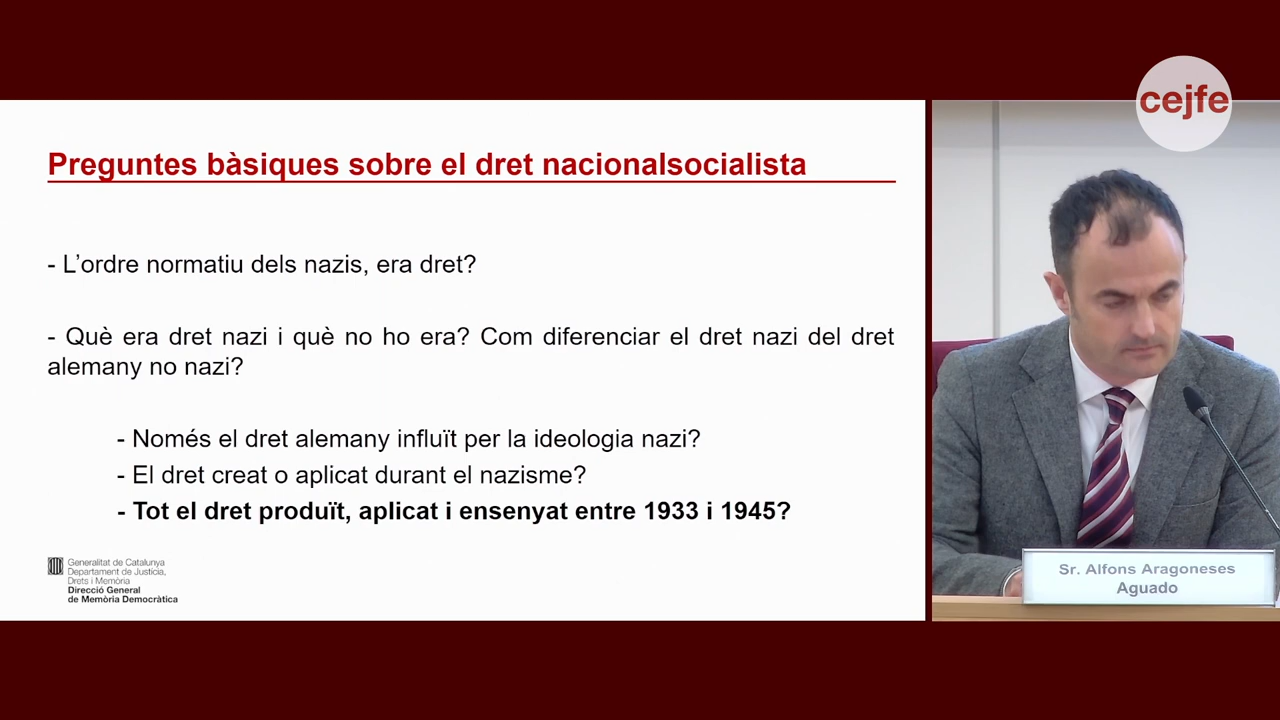 cejfe
Preguntes bàsiques sobre el dret nacionalsocialista
- L’ordre normatiu dels nazis, era dret?
- Què era dret nazi i què no ho era? Com diferenciar el dret nazi del dret
alemany no nazi?
- Només el dret alemany influït per la ideologia nazi?
- El dret creat o aplicat durant el nazisme?
- Tot el dret produït, aplicat i ensenyat entre 1933 i 1945?
Generalitat de Catalunya
Departament de Justícia,
Drets i Memòria
Direcció General
de Memòria Democràtica
Sr. Alfons Aragoneses
Aguado